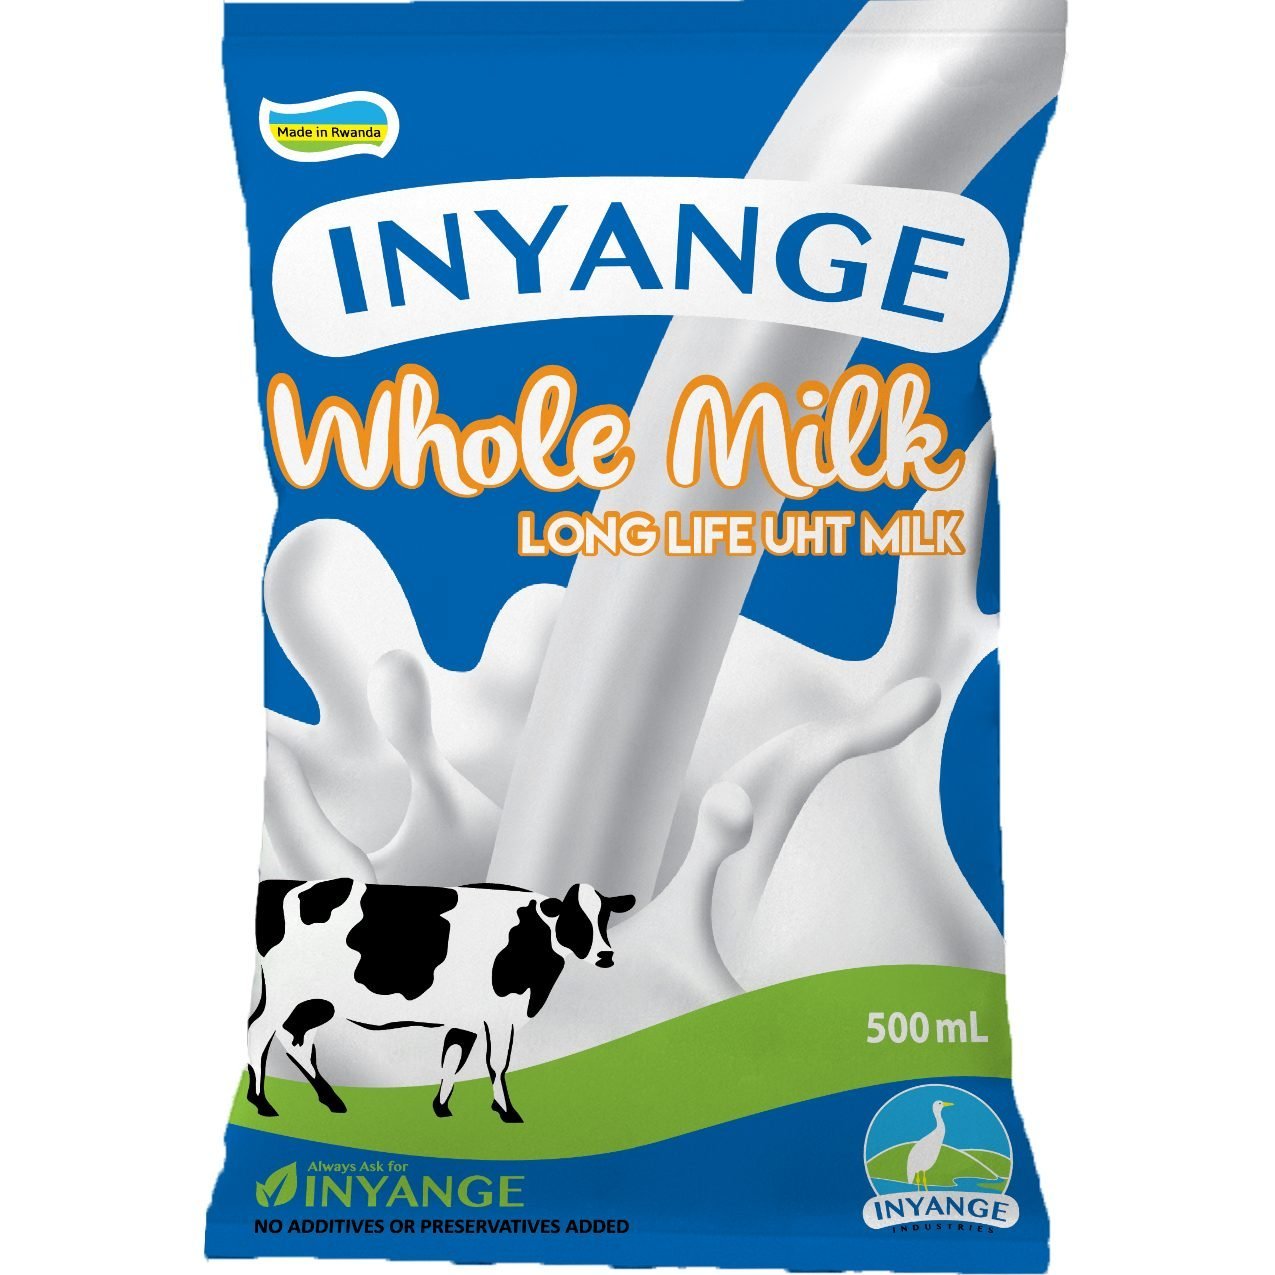 Made in Rwanda
INYANGE
Whole Milk
LONG LIFE UHT MILK
500 mL
Always Ask for
INYANGE
NO ADDITIVES OR PRESERVATIVES ADDED
INYANGE
INDUSTRIES